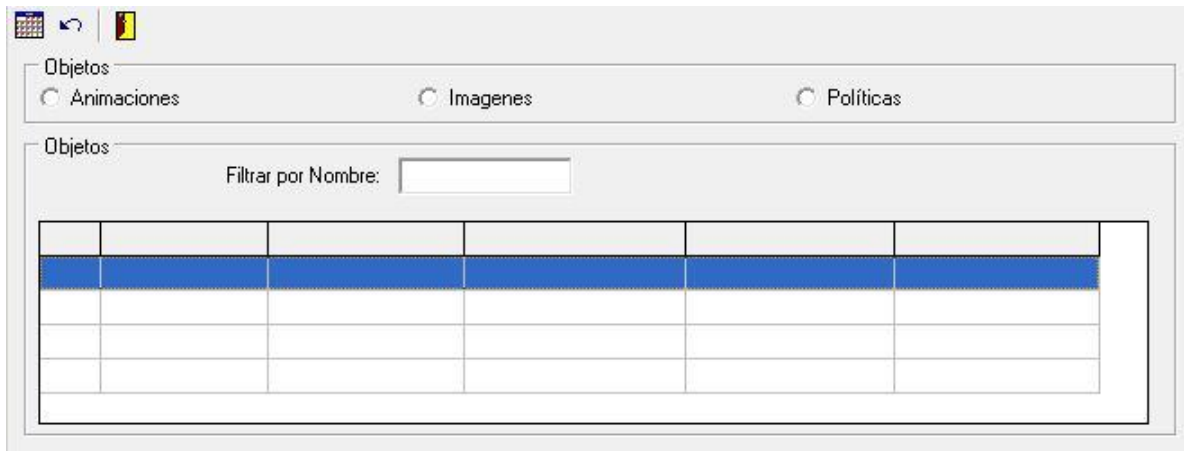 Objetos
Animaciones Imagenes Políticas
Objetos
Filtrar por Nombre: